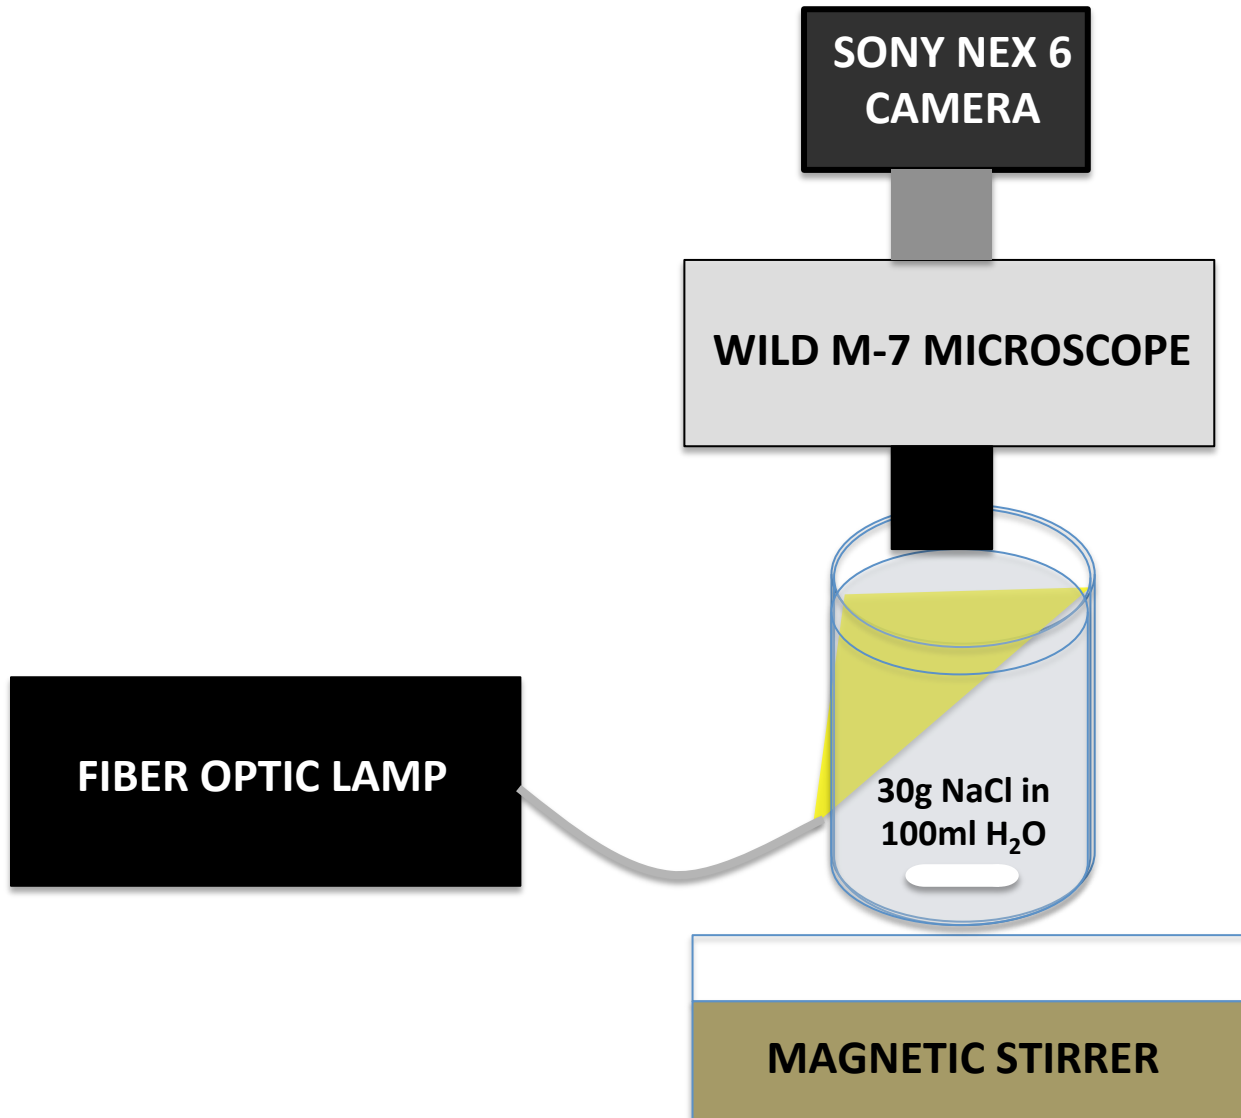 SONY NEX 6
CAMERA
WILD M-7 MICROSCOPE
FIBER OPTIC LAMP
30g NaCl in
100ml H₂O
MAGNETIC STIRRER